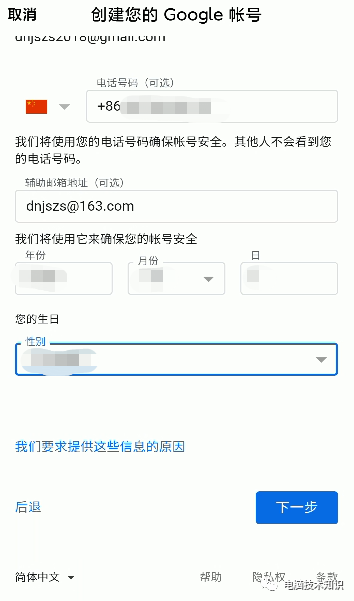 取消 创建您的 Google 帐号
dnjszs2018@gmail.com
电话号码（可选）
+86
我们将使用您的电话号码确保帐号安全。其他人不会看到您
的电话号码。
辅助邮箱地址（可选）
dnjszs@163.com
我们将使用它来确保您的帐号安全
年份 月份 日
您的生日
性别
我们要求提供这些信息的原因
后退 下一步
简体中文 帮助 隐私权 条款
电脑技术知识